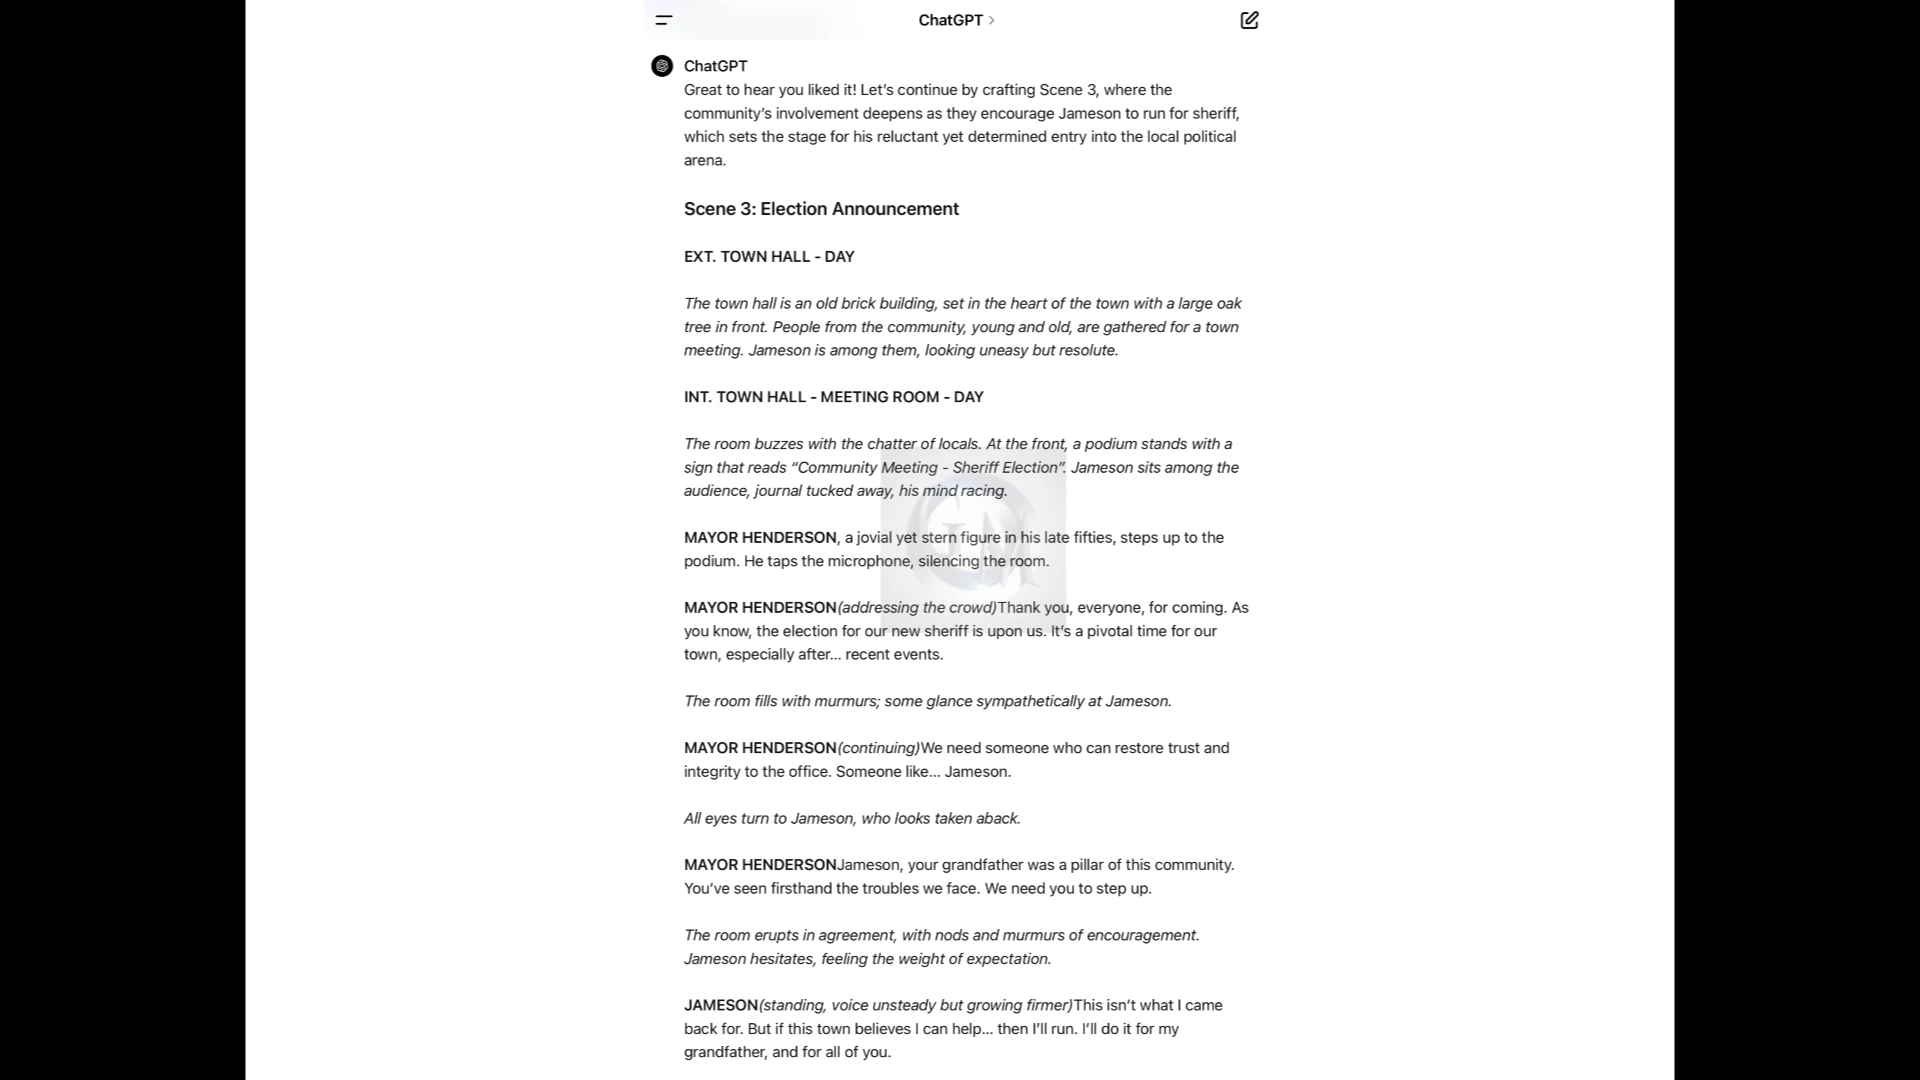 ChatGPT
ChatGPT
Great to hear you liked it! Let’s continue by crafting Scene 3, where the
community’s involvement deepens as they encourage Jameson to run for sheriff,
which sets the stage for his reluctant yet determined entry into the local political
arena.
Scene 3: Election Announcement
EXT. TOWN HALL - DAY
The town hall is an old brick building, set in the heart of the town with a large oak
tree in front. People from the community, young and old, are gathered for a town
meeting. Jameson is among them, looking uneasy but resolute.
INT. TOWN HALL - MEETING ROOM - DAY
The room buzzes with the chatter of locals. At the front, a podium stands with a
sign that reads “Community Meeting - Sheriff Election”. Jameson sits among the
audience, journal tucked away, his mind racing.
MAYOR HENDERSON, a jovial yet stern figure in his late fifties, steps up to the
podium. He taps the microphone, silencing the room.
MAYOR HENDERSON(addressing the crowd)Thank you, everyone, for coming. As
you know, the election for our new sheriff is upon us. It’s a pivotal time for our
town, especially after... recent events.
The room fills with murmurs; some glance sympathetically at Jameson.
MAYOR HENDERSON(continuing)We need someone who can restore trust and
integrity to the office. Someone like... Jameson.
All eyes turn to Jameson, who looks taken aback.
MAYOR HENDERSONJameson, your grandfather was a pillar of this community.
You’ve seen firsthand the troubles we face. We need you to step up.
The room erupts in agreement, with nods and murmurs of encouragement.
Jameson hesitates, feeling the weight of expectation.
JAMESON(standing, voice unsteady but growing firmer)This isn’t what I came
back for. But if this town believes I can help... then I’ll run. I’ll do it for my
grandfather, and for all of you.